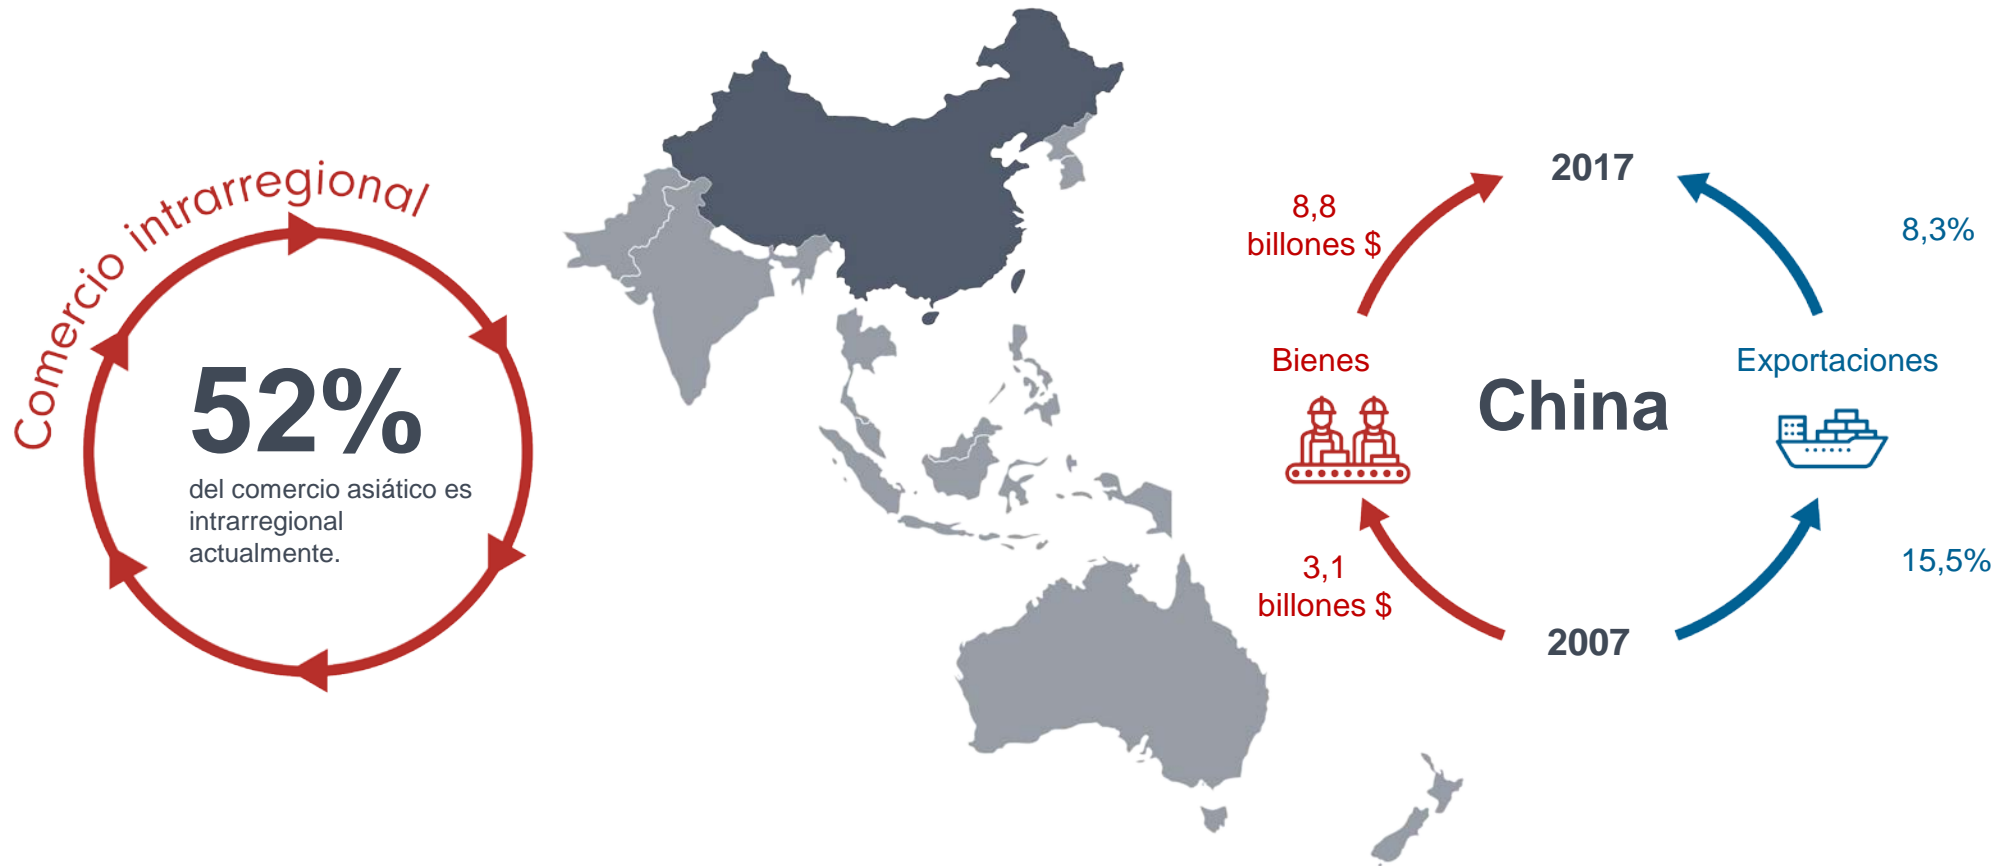 Comercio intrarregional
52%
del comercio asiático es
intrarregional
actualmente.
2017
8,8
billones $
8,3%
Bienes
Exportaciones
China
3,1
billones $
15,5%
2007